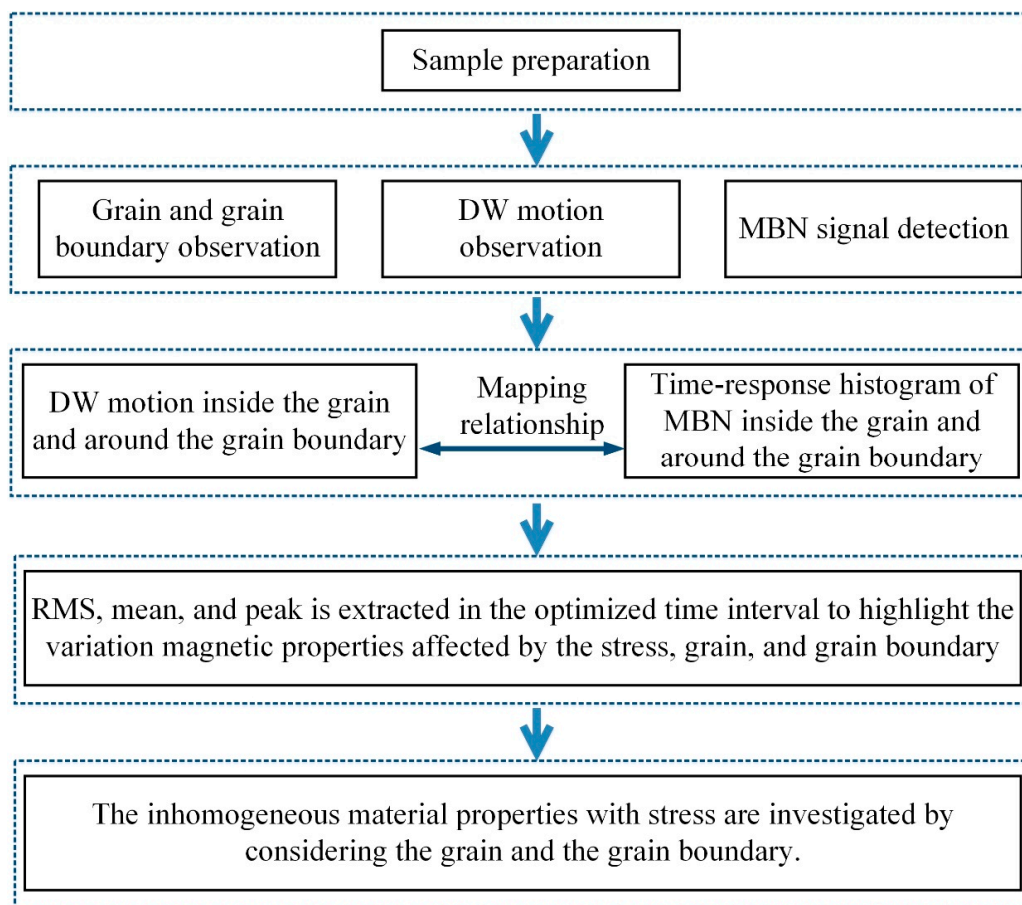 Sample preparation
Grain and grain
boundary observation
DW motion
observation
MBN signal detection
DW motion inside the grain
and around the grain boundary
Mapping
relationship
Time-response histogram of
MBN inside the grain and
around the grain boundary
RMS, mean, and peak is extracted in the optimized time interval to highlight the
variation magnetic properties affected by the stress, grain, and grain boundary
The inhomogeneous material properties with stress are investigated by
considering the grain and the grain boundary.